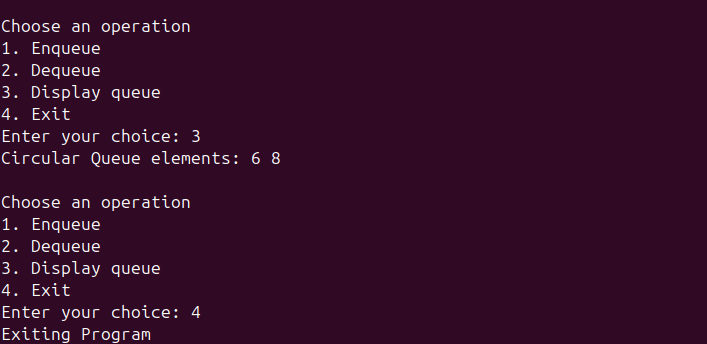 Choose an operation
1. Enqueue
2. Dequeue
3. Display queue
4. Exit
Enter your choice: 3
Circular Queue elements: 6 8
Choose an operation
1. Enqueue
2. Dequeue
3. Display queue
4. Exit
Enter your choice: 4
Exiting Program